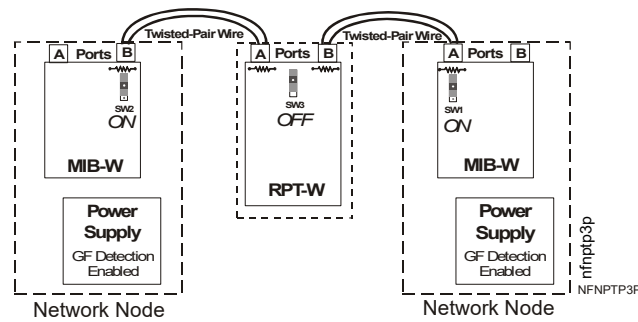 Twisted-Pair Wire
Twisted-Pair Wire
A Ports B
A Ports B
A Ports B
SW2
ON
SW3
OFF
SW1
ON
MIB-W
RPT-W
MIB-W
Power
Supply
GF Detection
Enabled
Power
Supply
GF Detection
Enabled
nfnptp3p
NFNPTP3P
Network Node
Network Node